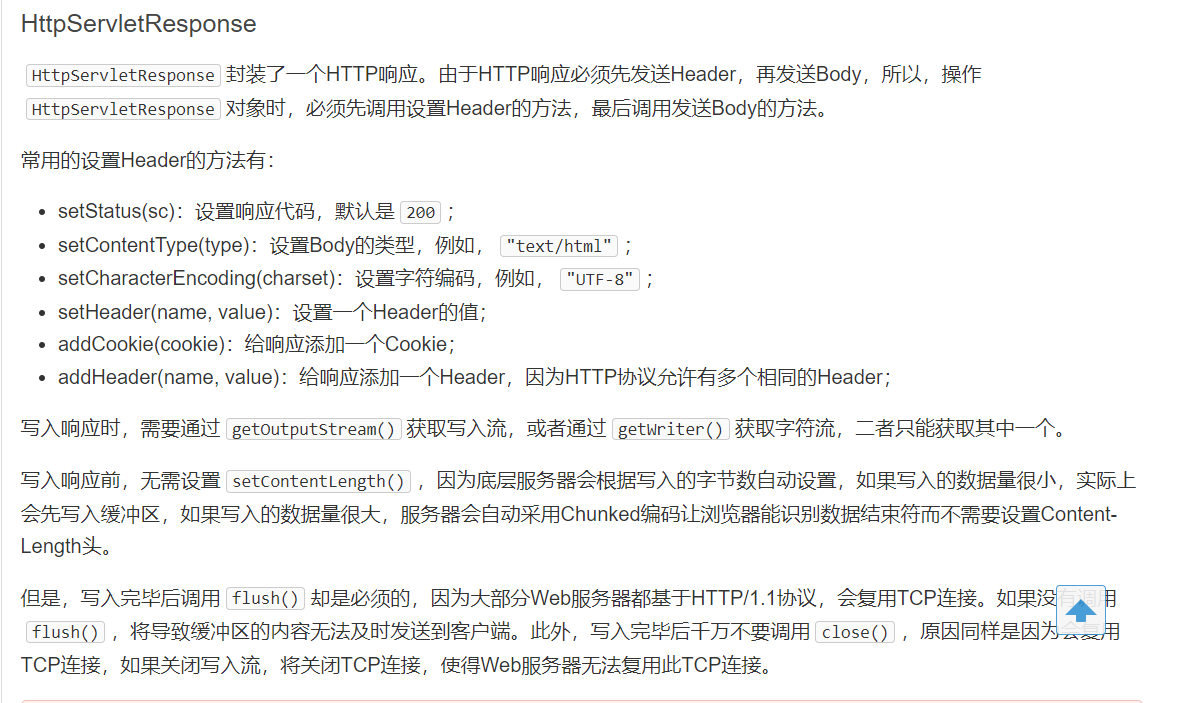 HttpServletResponse
HttpServletResponse 封装了一个HTTP响应。由于HTTP响应必须先发送Header，再发送Body，所以，操作
HttpServletResponse 对象时，必须先调用设置Header的方法，最后调用发送Body的方法。
常用的设置Header的方法有：
• setStatus(sc)：设置响应代码，默认是 200 ；
• setContentType(type)：设置Body的类型，例如， "text/html" ；
• setCharacterEncoding(charset)：设置字符编码，例如， "UTF-8" ；
• setHeader(name, value)：设置一个Header的值；
• addCookie(cookie)：给响应添加一个Cookie；
• addHeader(name, value)：给响应添加一个Header，因为HTTP协议允许有多个相同的Header；
写入响应时，需要通过 getOutputStream() 获取写入流，或者通过 getWriter() 获取字符流，二者只能获取其中一个。
写入响应前，无需设置 setContentLength() ，因为底层服务器会根据写入的字节数自动设置，如果写入的数据量很小，实际上
会先写入缓冲区，如果写入的数据量很大，服务器会自动采用Chunked编码让浏览器能识别数据结束符而不需要设置Content-
Length头。
但是，写入完毕后调用 flush() 却是必须的，因为大部分Web服务器都基于HTTP/1.1协议，会复用TCP连接。如果没有调用
flush() ，将导致缓冲区的内容无法及时发送到客户端。此外，写入完毕后千万不要调用 close() ，原因同样是因为会复用
TCP连接，如果关闭写入流，将关闭TCP连接，使得Web服务器无法复用此TCP连接。